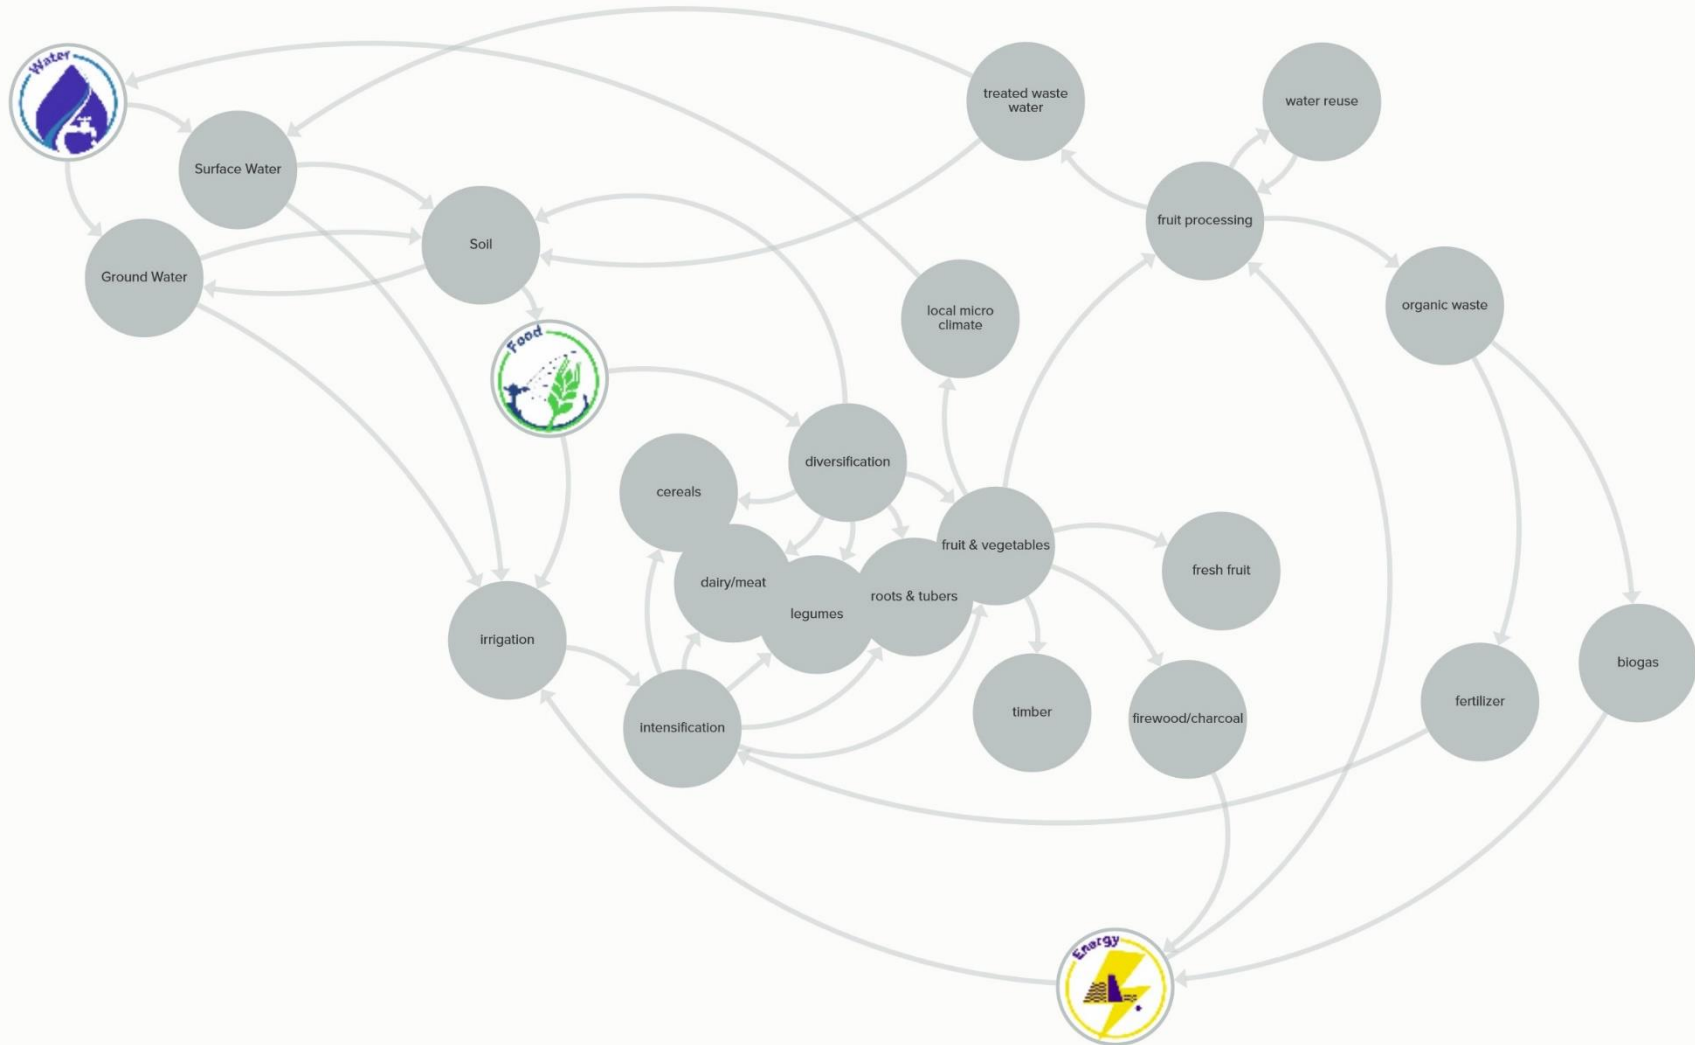 Water
Surface Water
Ground Water
Soil
Food
treated waste
water
water reuse
fruit processing
organic waste
local micro
climate
diversification
cereals
dairy/meat
legumes
roots & tubers
fruit & vegetables
fresh fruit
irrigation
intensification
timber
firewood/charcoal
fertilizer
biogas
Energy